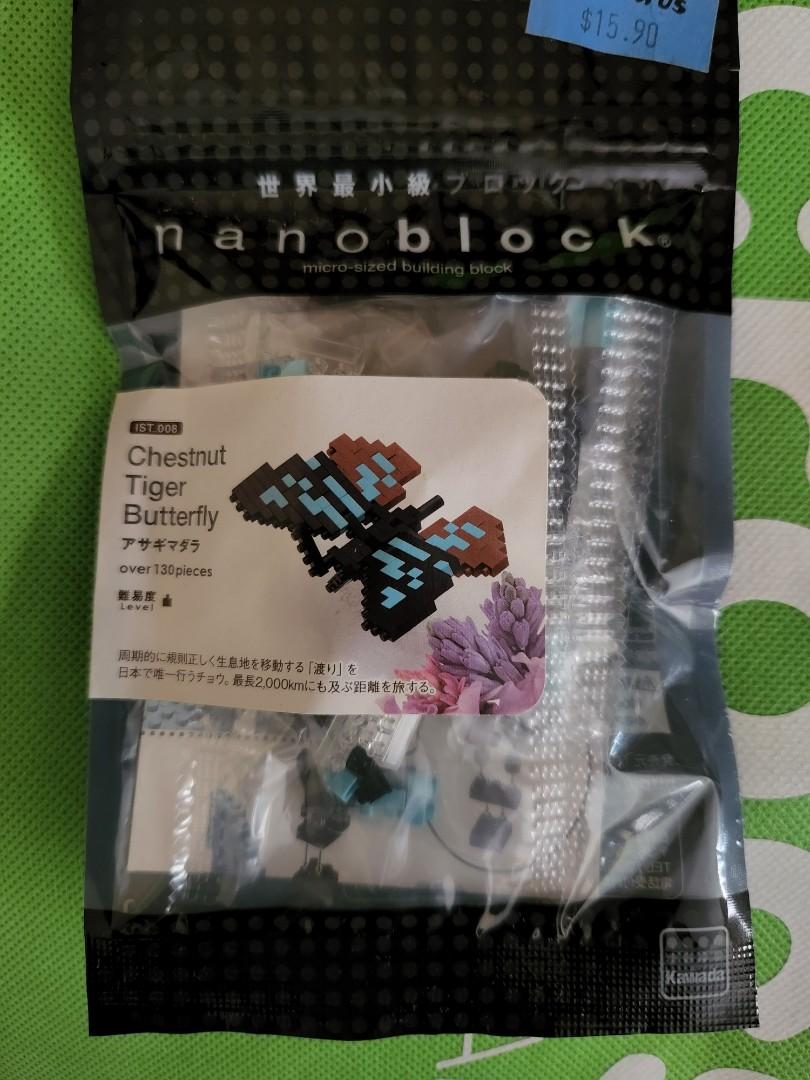 $15.90
世界最小級ブロック
nanoblock®
micro-sized building block
IST_008
Chestnut
Tiger
Butterfly
アサギマダラ
over 130 pieces
難易度
Level
周期的に規則正しく生息地を移動する「渡り」を
日本で唯一行うチョウ。最長2,000kmにも及ぶ距離を旅する。
Kawada